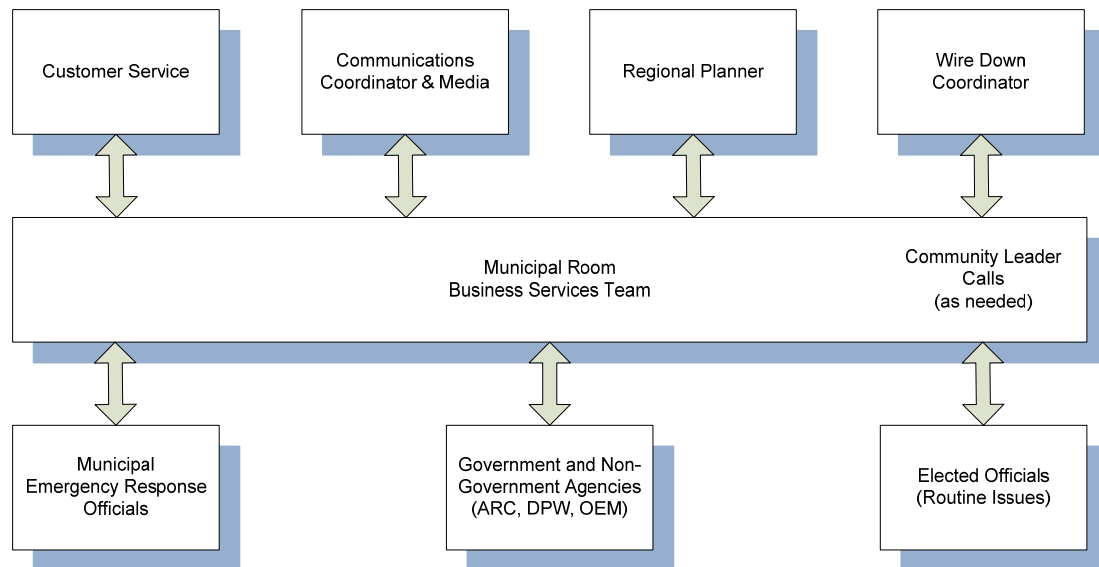 Customer Service
Communications
Coordinator & Media
Regional Planner
Wire Down
Coordinator
Municipal Room
Business Services Team
Community Leader
Calls
(as needed)
Municipal
Emergency Response
Officials
Government and Non-
Government Agencies
(ARC, DPW, OEM)
Elected Officials
(Routine Issues)